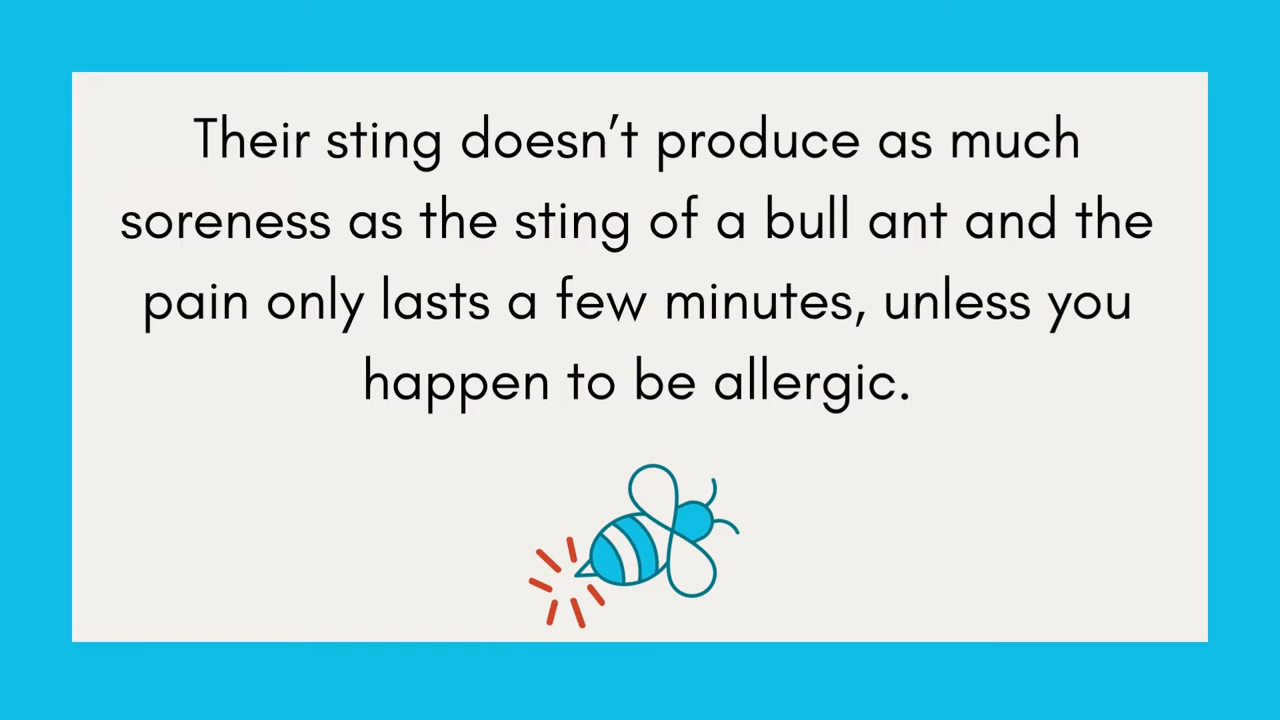 Their sting doesn’t produce as much
soreness as the sting of a bull ant and the
pain only lasts a few minutes, unless you
happen to be allergic.